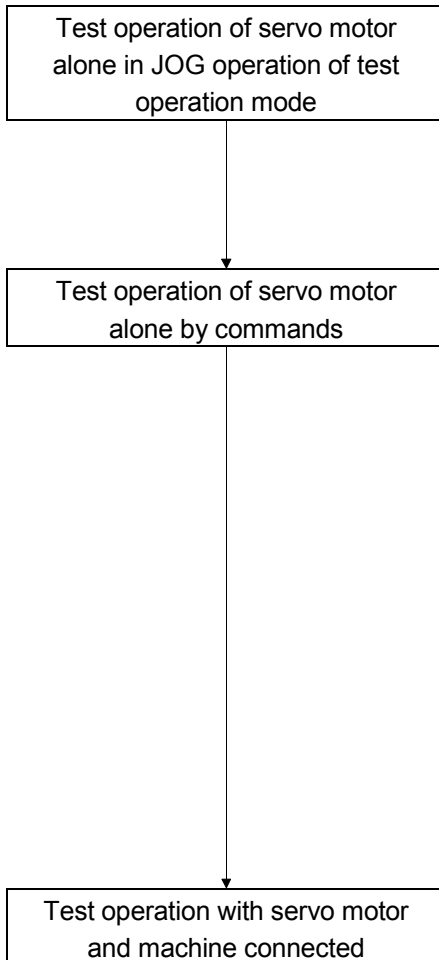 Test operation of servo motor
alone in JOG operation of test
operation mode
Test operation of servo motor
alone by commands
Test operation with servo motor
and machine connected